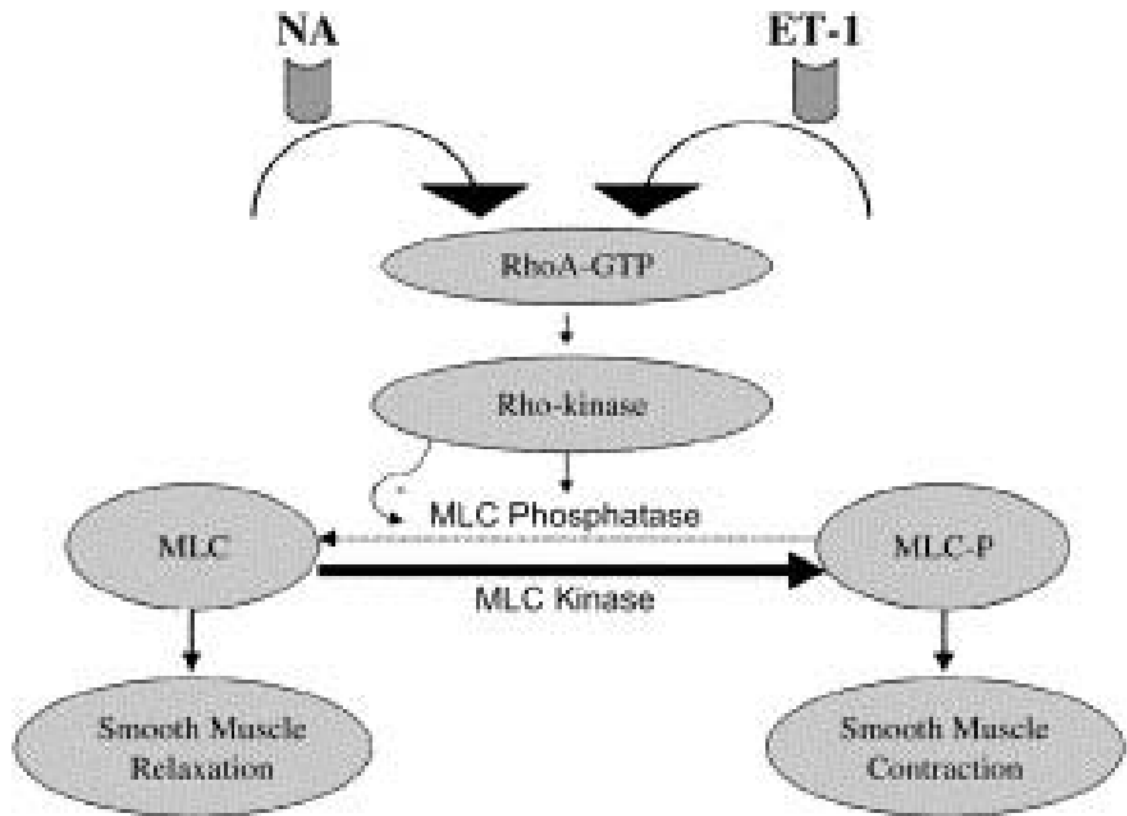 NA
ET-1
RhoA-GTP
Rho-kinase
MLC Phosphatase
MLC
MLC-P
MLC Kinase
Smooth Muscle
Relaxation
Smooth Muscle
Contraction